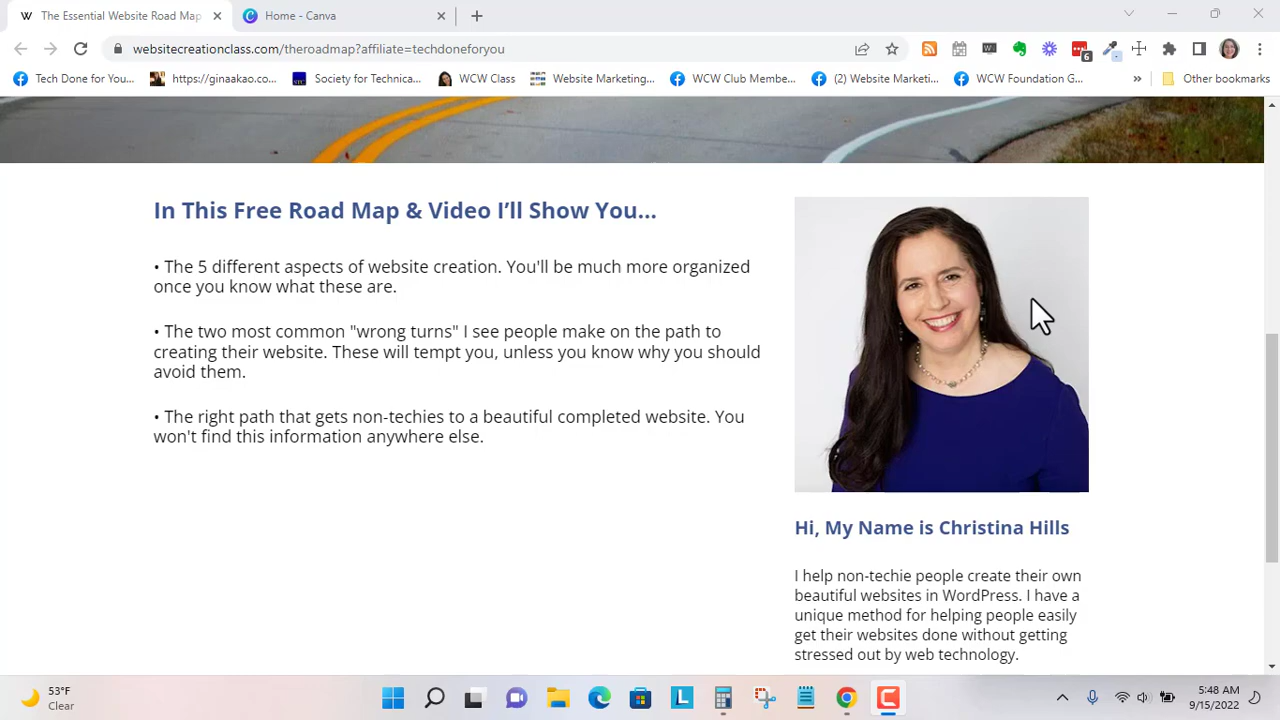 The Essential Website Road Map
Home - Canva
websitecreationclass.com/theroadmap?affiliate=techdoneforyou
6
Tech Done for You...
https://ginaakao.co...
Society for Technica...
WCW Class
Website Marketing...
WCW Club Membe...
(2) Website Marketi...
WCW Foundation G...
»
Other bookmarks
In This Free Road Map & Video I’ll Show You...
• The 5 different aspects of website creation. You'll be much more organized
once you know what these are.
• The two most common "wrong turns" I see people make on the path to
creating their website. These will tempt you, unless you know why you should
avoid them.
• The right path that gets non-techies to a beautiful completed website. You
won't find this information anywhere else.
Hi, My Name is Christina Hills
I help non-techie people create their own
beautiful websites in WordPress. I have a
unique method for helping people easily
get their websites done without getting
stressed out by web technology.
53°F
Clear
5:48 AM
9/15/2022